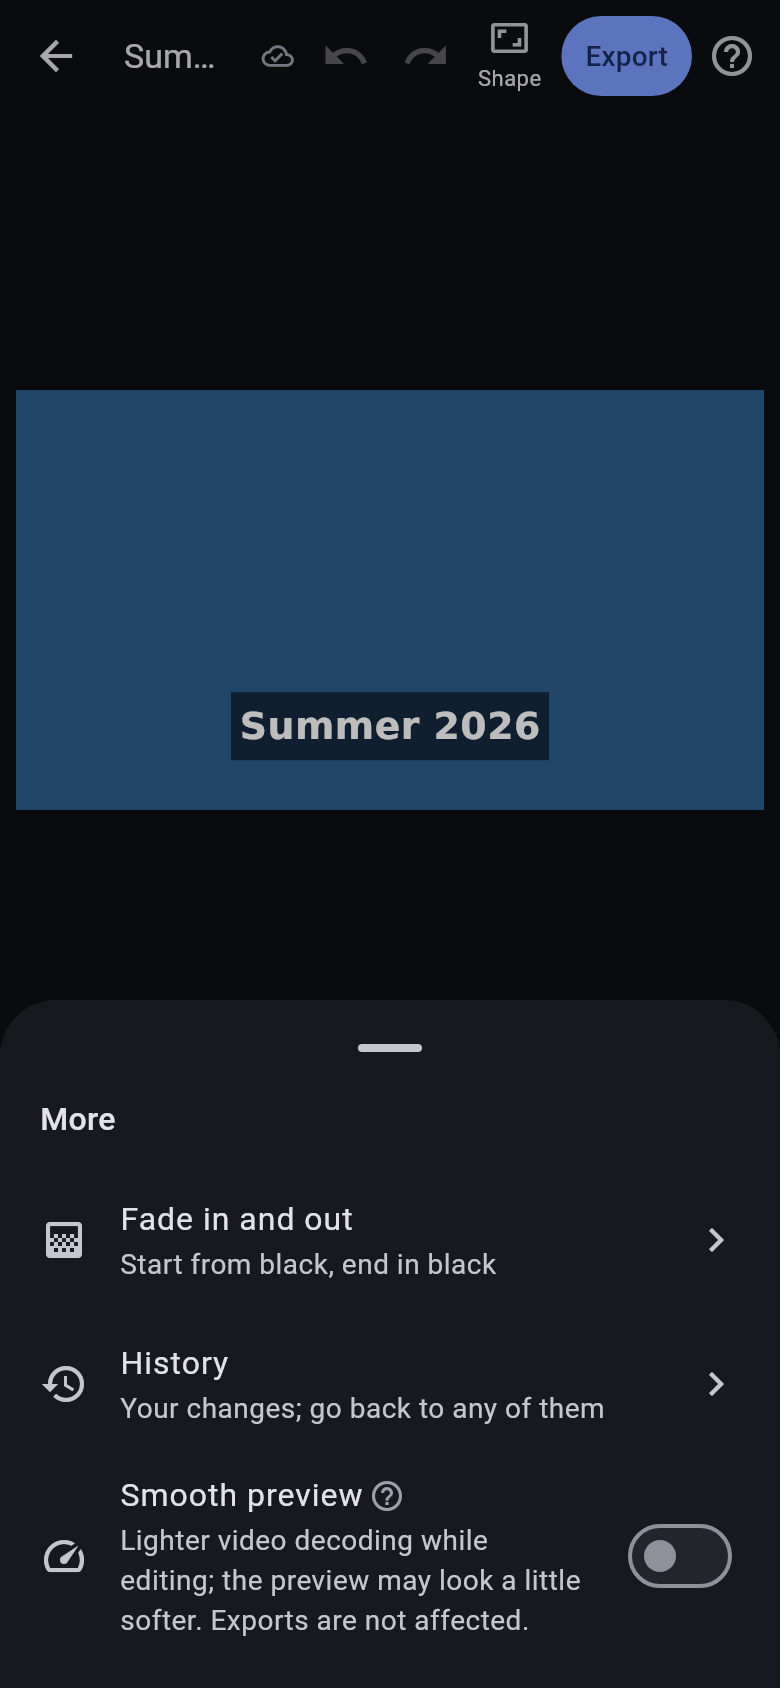 Sum...
Shape
Export
Summer 2026
More
Fade in and out
Start from black, end in black
History
Your changes; go back to any of them
Smooth preview
Lighter video decoding while
editing; the preview may look a little
softer. Exports are not affected.